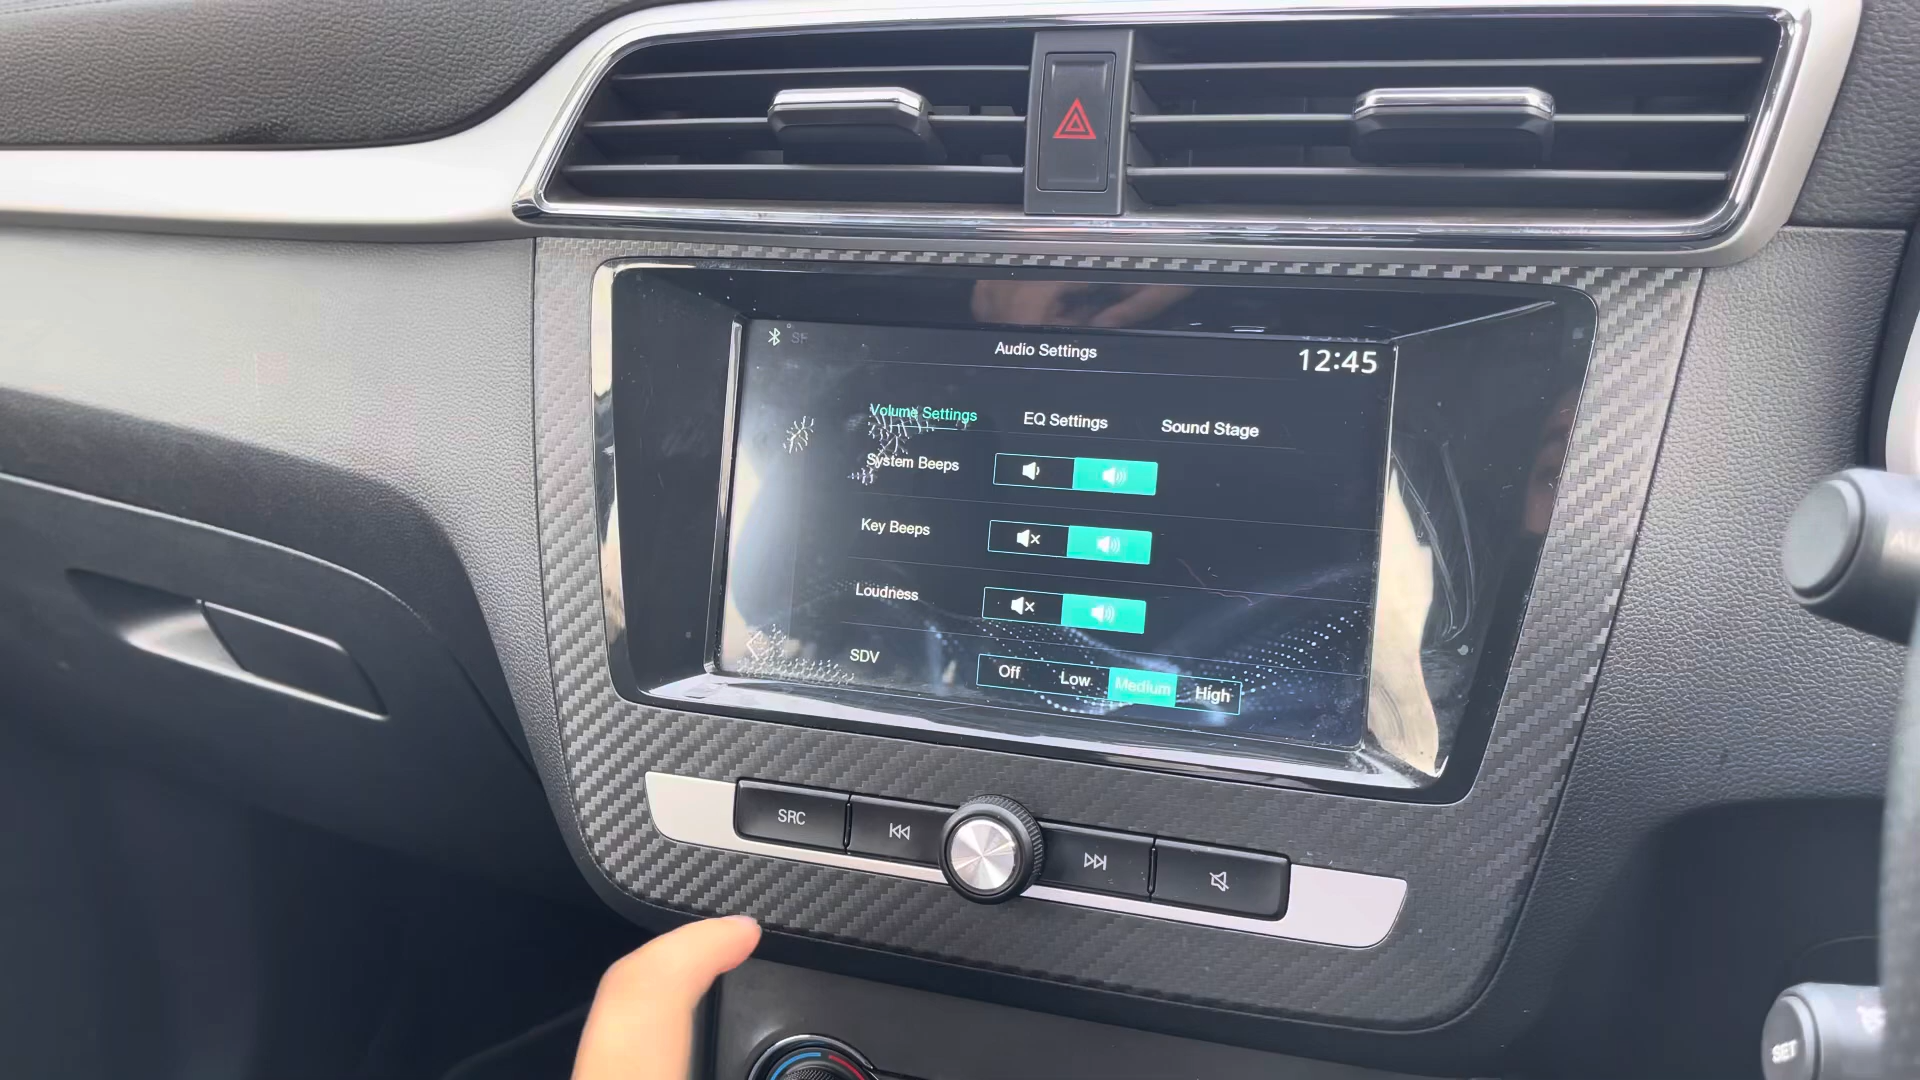 Audio Settings
12:45
Volume Settings EQ Settings Sound Stage
System Beeps
Key Beeps
Loudness
SDV Off Low Medium High
SRC
SET